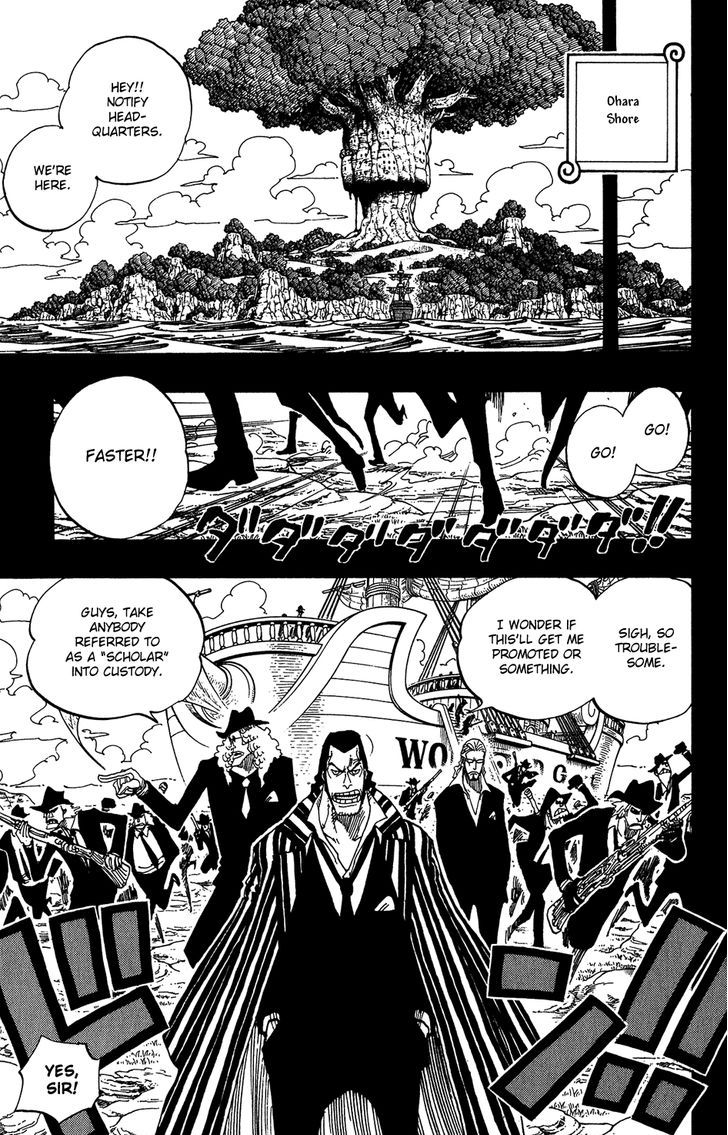 Ohara
Shore
HEY!!
NOTIFY
HEAD-
QUARTERS.
WE'RE
HERE.
GO!
GO!
FASTER!!
ダダダダダダダ!!
SIGH, SO
TROUBLE-
SOME.
I WONDER IF
THIS'LL GET ME
PROMOTED OR
SOMETHING.
GUYS, TAKE
ANYBODY
REFERRED TO
AS A "SCHOLAR"
INTO CUSTODY.
WO
G
YES,
SIR!